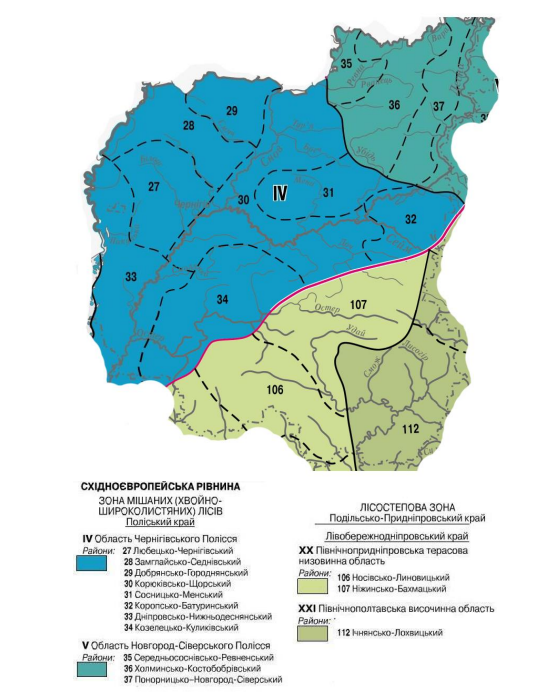 35
Ревна
Рванець
36
37
Убідь
28
29
27
IV
31
30
32
33
34
Остер
107
Удай
Лисогір
Смож
106
112
СХІДНОЄВРОПЕЙСЬКА РІВНИНА
ЗОНА МІШАНИХ (ХВОЙНО-
ШИРОКОЛИСТЯНИХ) ЛІСІВ
Поліський край
IV Область Чернігівського Полісся
Райони: 27 Любецько-Чернігівський
28 Замглайсько-Седнівський
29 Добрянсько-Городнянський
30 Корюківсько-Щорський
31 Сосницько-Менський
32 Коропсько-Батуринський
33 Дніпровсько-Нижньодеснянський
34 Козелецько-Куликівський
V Область Новгород-Сіверського Полісся
Райони: 35 Середньососнівсько-Ревненський
36 Холминсько-Костобобрівський
37 Понорницько–Новгород-Сіверський
ЛІСОСТЕПОВА ЗОНА
Подільсько-Придніпровський край
Лівобережнодніпровський край
XX Північнопридніпровська терасова
низовинна область
Райони: 106 Носівсько-Линовицький
107 Ніжинсько-Бахмацький
XXI Північнополтавська височинна область
Райони:
112 Ічнянсько-Лохвицький